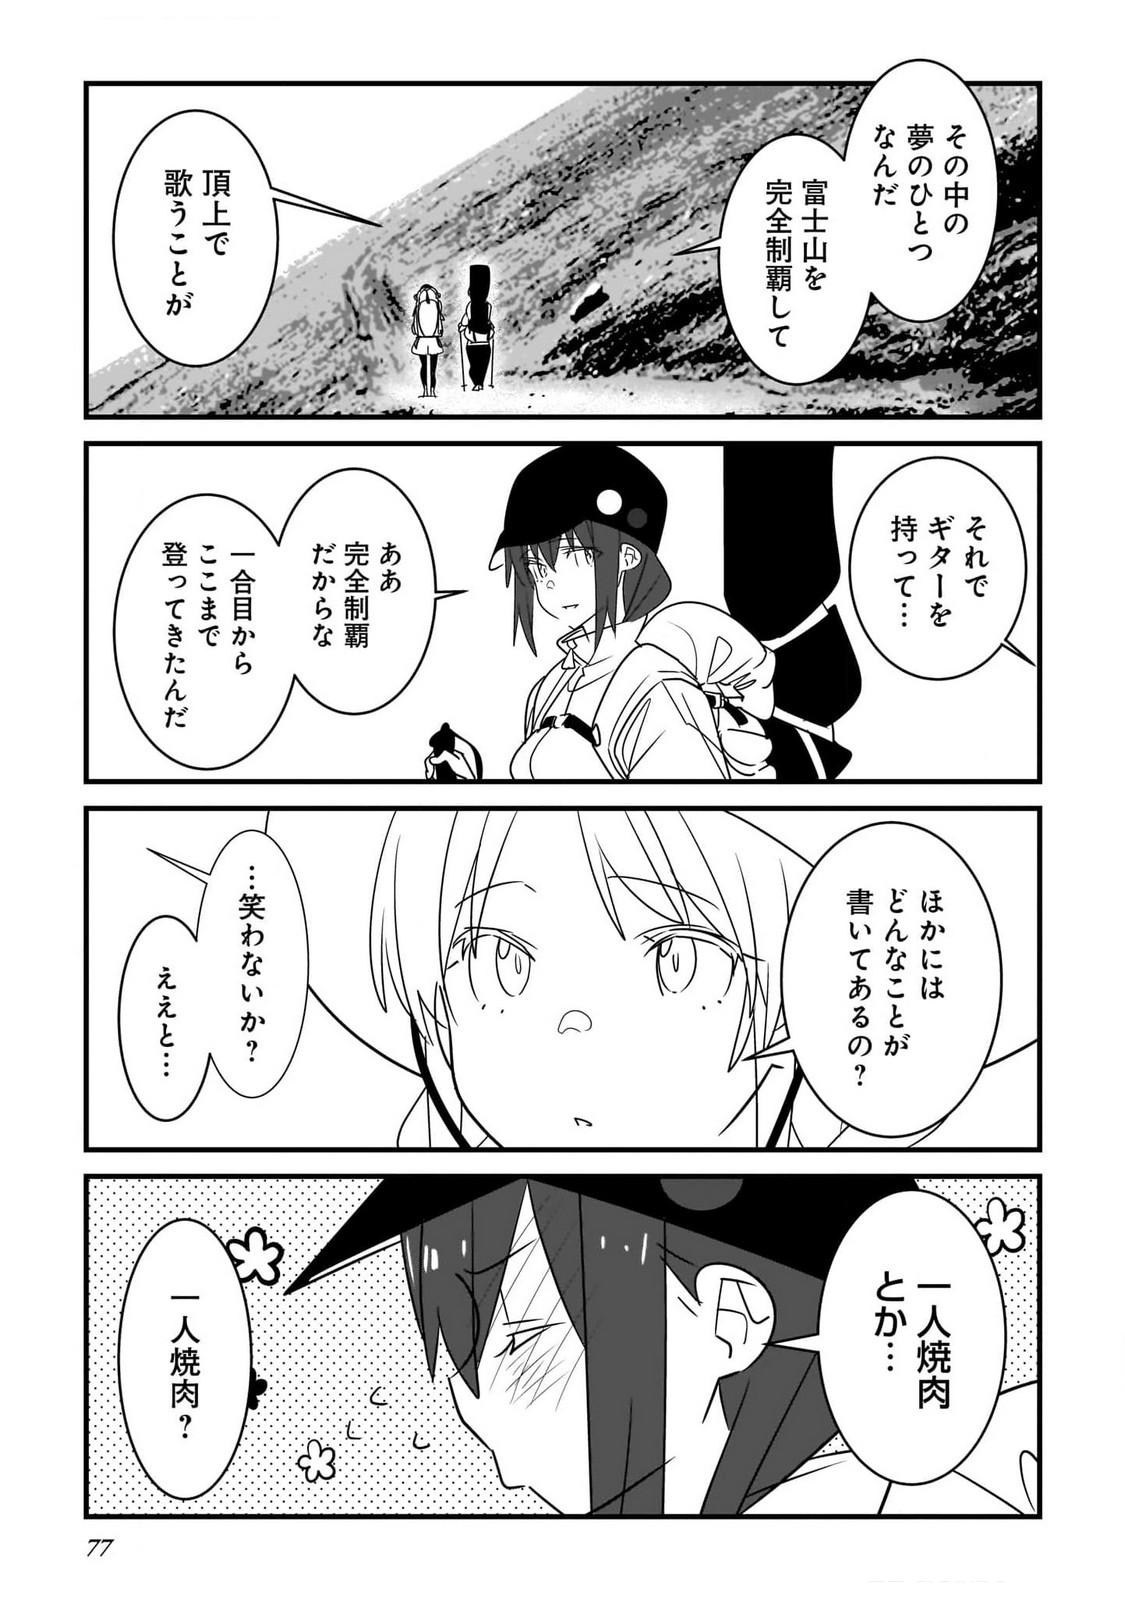 その中の
夢のひとつ
なんだ
富士山を
完全制覇して
頂上で
歌うことが
それで
ギターを
持って…
ああ
完全制覇
だからな
一合目から
ここまで
登ってきたんだ
ほかには
どんなことが
書いてあるの？
…笑わないか？
ええと…
一人焼肉
とか…
一人焼肉？
77